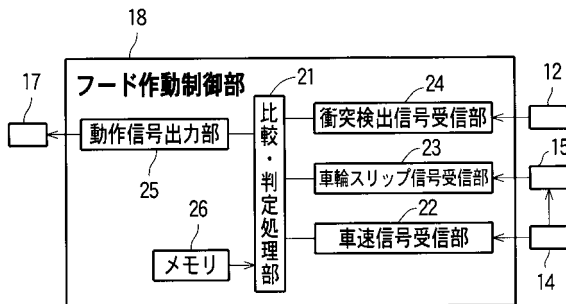 18
フード作動制御部
17
21
比較・判定処理部
24
12
動作信号出力部
衝突検出信号受信部
25
23
15
車輪スリップ信号受信部
26
22
メモリ
車速信号受信部
14